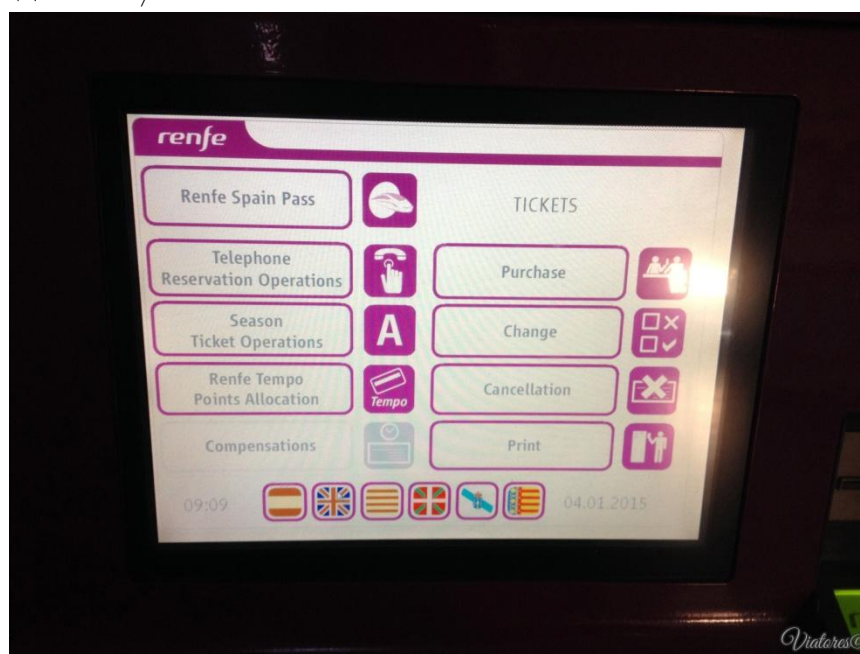 renfe
Renfe Spain Pass
TICKETS
Telephone
Reservation Operations
Purchase
Season
Ticket Operations
A
Change
Renfe Tempo
Points Allocation
Tempo
Cancellation
Compensations
Print
09:09
04.01.2015